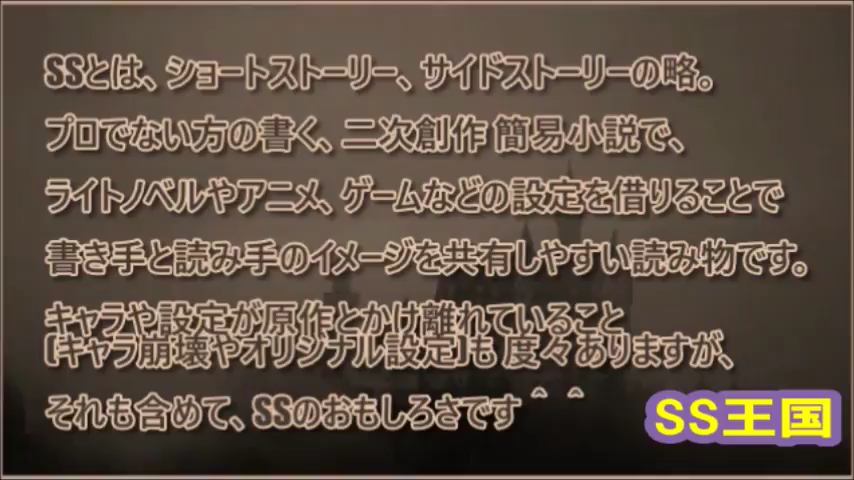 SSとは、ショートストーリー、サイドストーリーの略。
プロでない方の書く、二次創作 簡易小説で、
ライトノベルやアニメ、ゲームなどの設定を借りることで
書き手と読み手のイメージを共有しやすい読み物です。
キャラや設定が原作とかけ離れていること
(キャラ崩壊やオリジナル設定)も 度々ありますが、
それも含めて、SSのおもしろさです ＾ ＾
SS王国